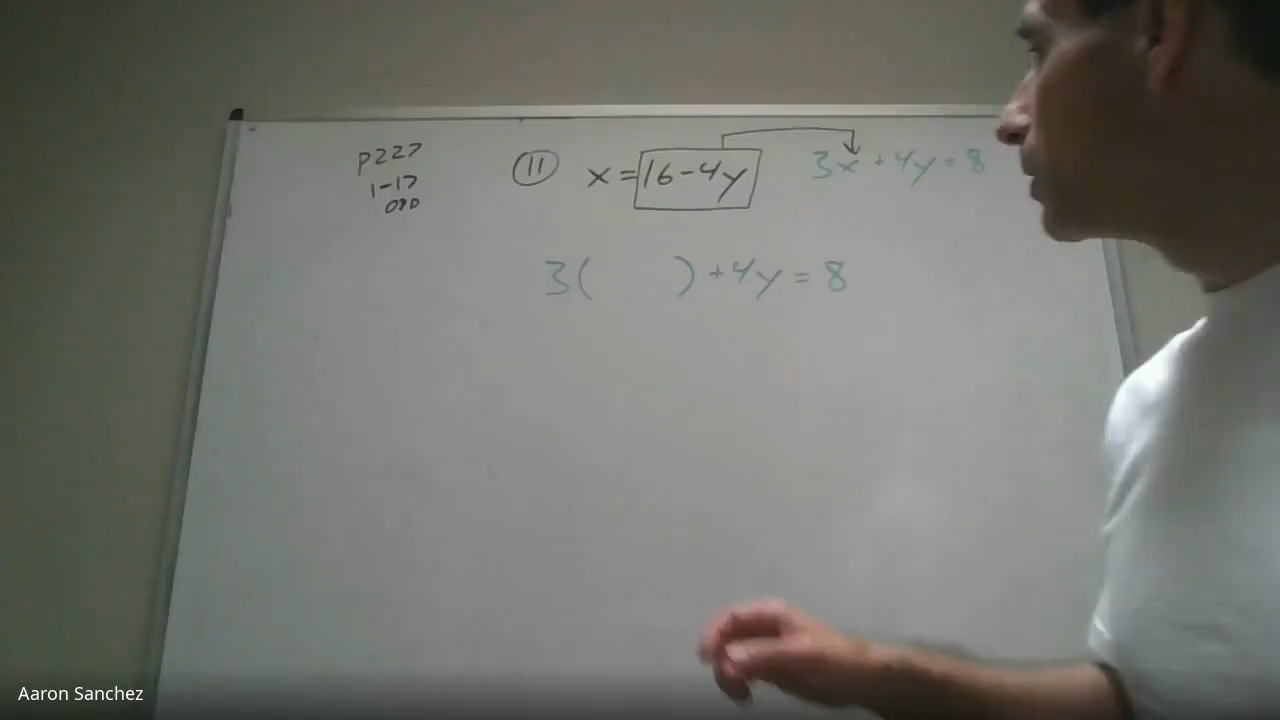 P227
1-17
ODD
⑪ x=16-4y 3x+4y=8
3( )+4y=8
Aaron Sanchez